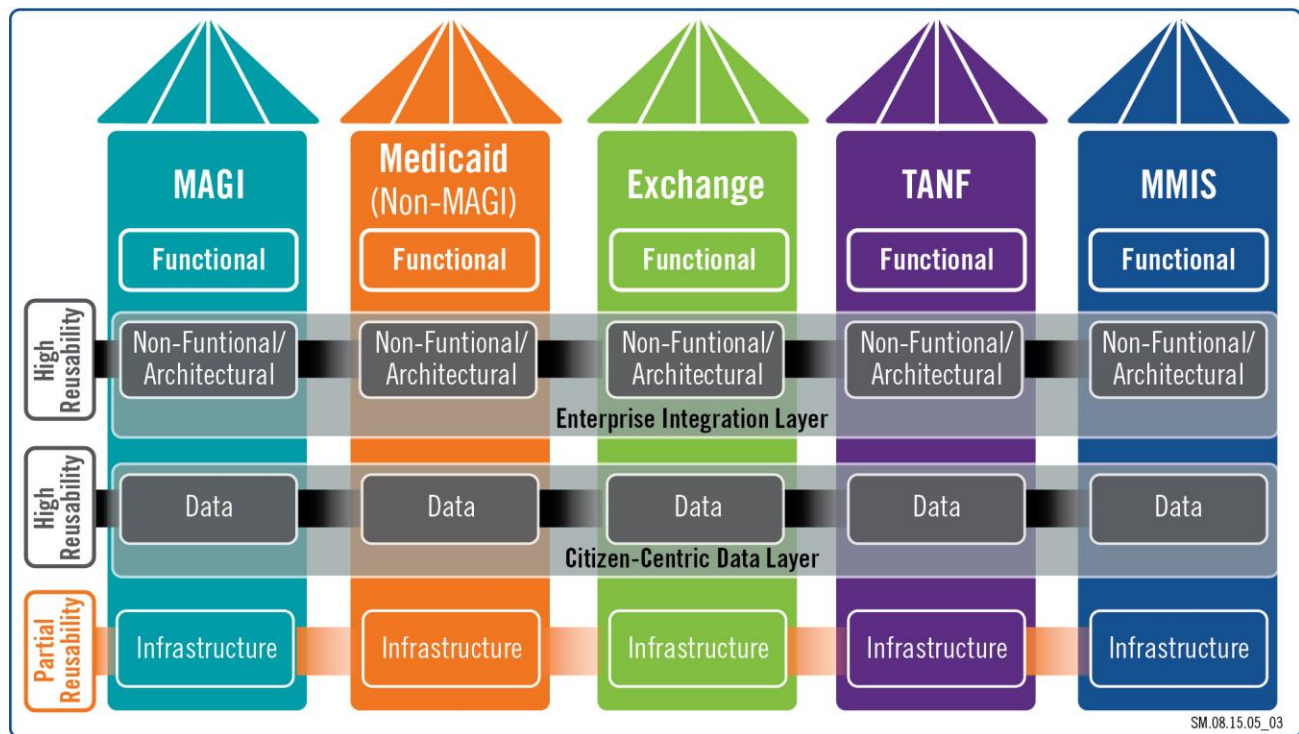 MAGI
Medicaid
(Non-MAGI)
Exchange
TANF
MMIS
Functional
Functional
Functional
Functional
Functional
High
Reusability
Non-Funtional/
Architectural
Non-Funtional/
Architectural
Non-Funtional/
Architectural
Non-Funtional/
Architectural
Non-Funtional/
Architectural
Enterprise Integration Layer
High
Reusability
Data
Data
Data
Data
Data
Citizen-Centric Data Layer
Partial
Reusability
Infrastructure
Infrastructure
Infrastructure
Infrastructure
Infrastructure
SM.08.15.05_03